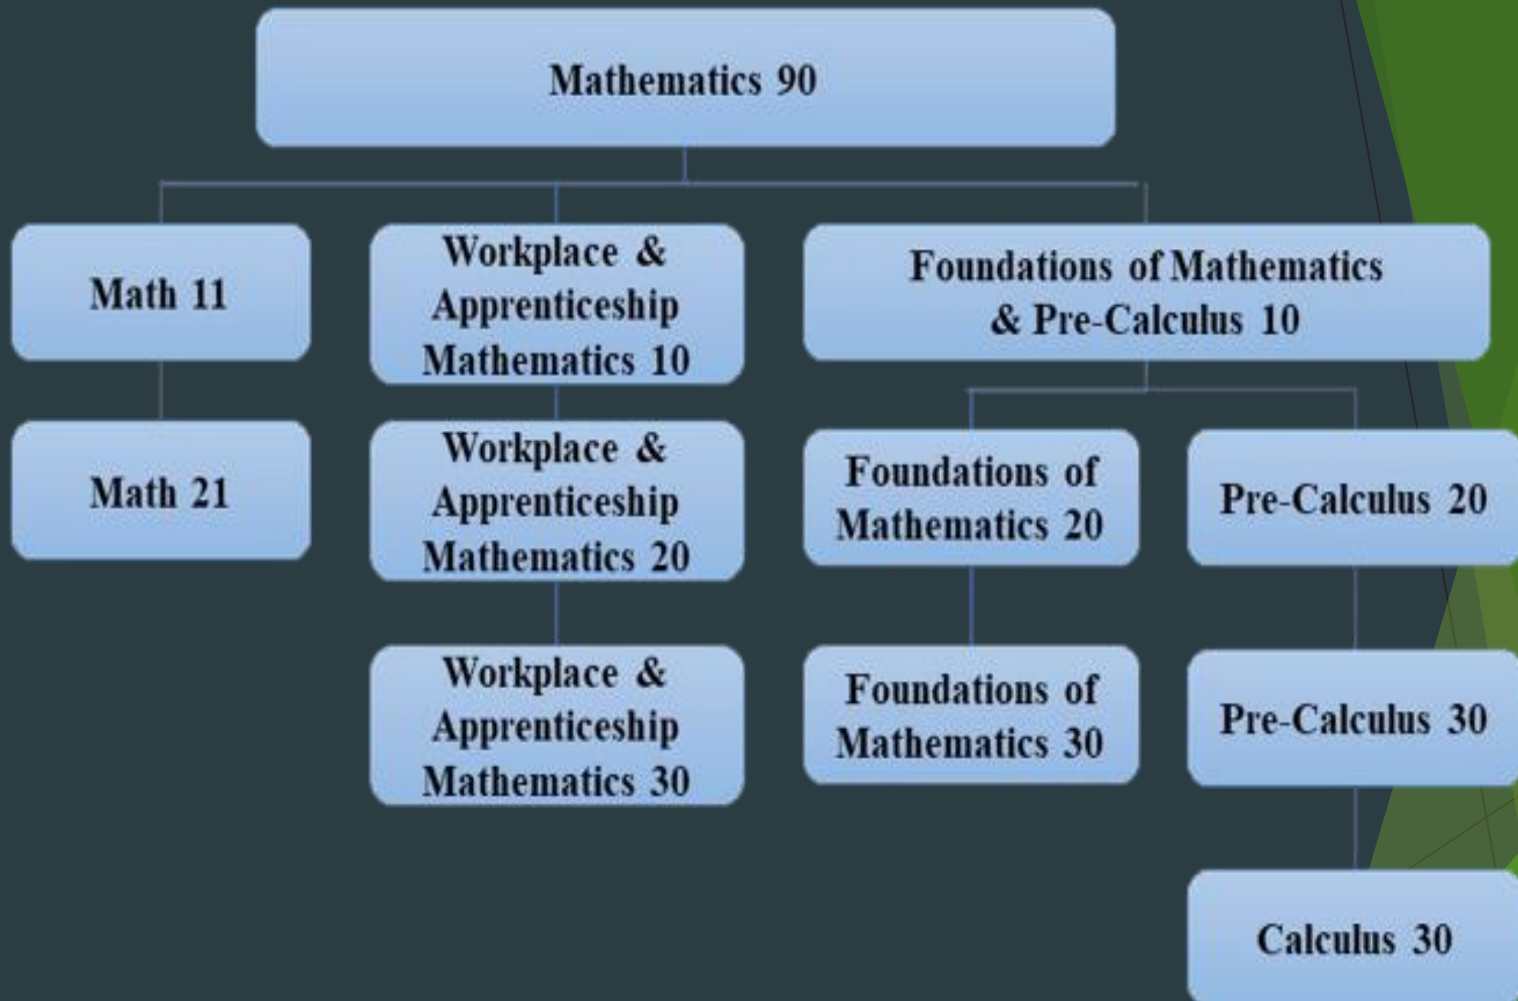 Mathematics 90
Math 11
Workplace &
Apprenticeship
Mathematics 10
Foundations of Mathematics
& Pre-Calculus 10
Math 21
Workplace &
Apprenticeship
Mathematics 20
Foundations of
Mathematics 20
Pre-Calculus 20
Workplace &
Apprenticeship
Mathematics 30
Foundations of
Mathematics 30
Pre-Calculus 30
Calculus 30